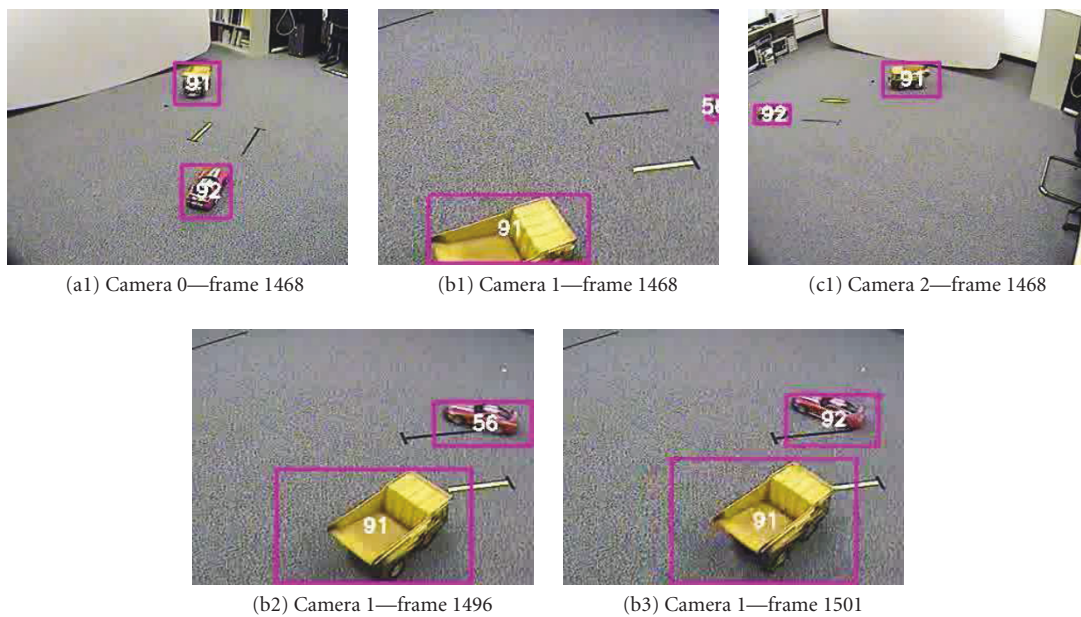 91
92
(a1) Camera 0—frame 1468
56
91
(b1) Camera 1—frame 1468
91
92
(c1) Camera 2—frame 1468
56
91
(b2) Camera 1—frame 1496
92
91
(b3) Camera 1—frame 1501